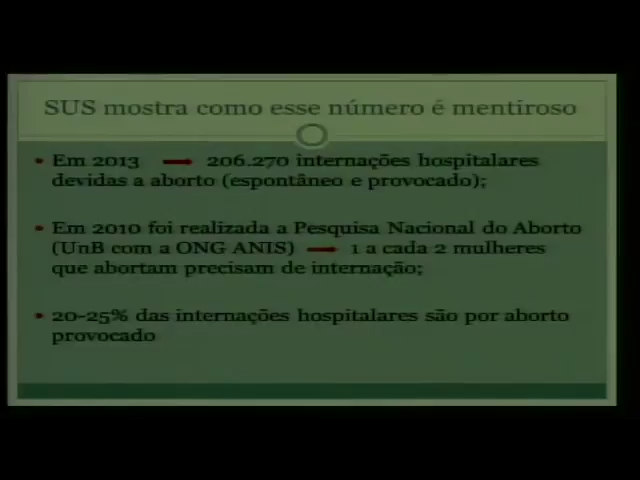 SUS mostra como esse número é mentiroso
• Em 2013 → 206.270 internações hospitalares
devidas a aborto (espontâneo e provocado);
• Em 2010 foi realizada a Pesquisa Nacional do Aborto
(UnB com a ONG ANIS) → 1 a cada 2 mulheres
que abortam precisam de internação;
• 20-25% das internações hospitalares são por aborto
provocado